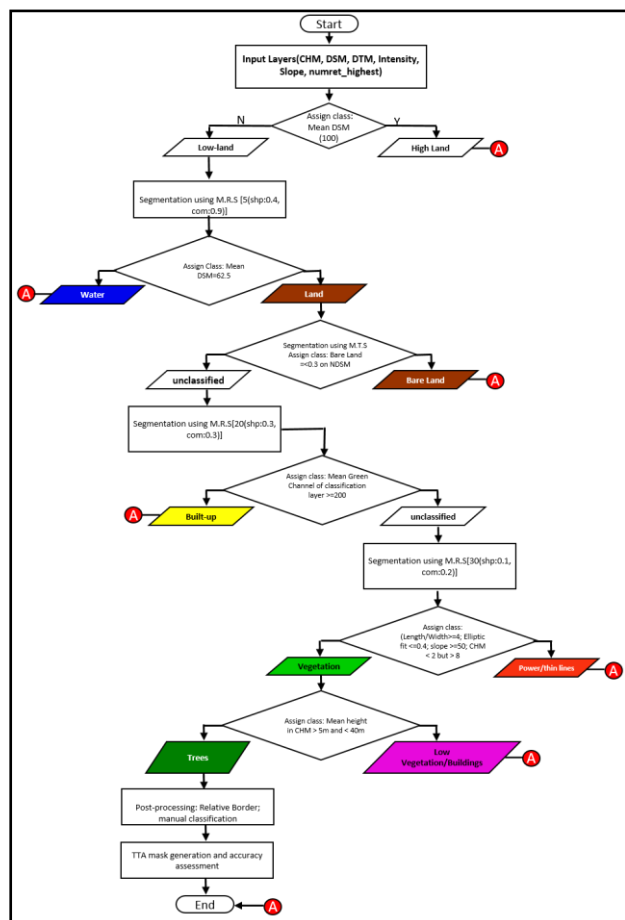 Start
Input Layers(CHM, DSM, DTM, Intensity,
Slope, numret_highest)
N
Assign class:
Mean DSM
(100)
Y
Low-land
High Land
A
Segmentation using M.R.S [5(shp:0.4,
com:0.9)]
Assign Class: Mean
DSM=62.5
A
Water
Land
Segmentation using M.T.S
Assign class: Bare Land
=<0.3 on NDSM
unclassified
Bare Land
A
Segmentation using M.R.S[20(shp:0.3,
com:0.3)]
Assign class: Mean Green
Channel of classification
layer >=200
A
Built-up
unclassified
Segmentation using M.R.S[30(shp:0.1,
com:0.2)]
Assign class:
(Length/Width>=4; Elliptic
fit <=0.4; slope >=50; CHM
< 2 but > 8
Vegetation
Power/thin lines
A
Assign class: Mean height
in CHM > 5m and < 40m
Trees
Low
Vegetation/Buildings
A
Post-processing: Relative Border;
manual classification
TTA mask generation and accuracy
assessment
End
A